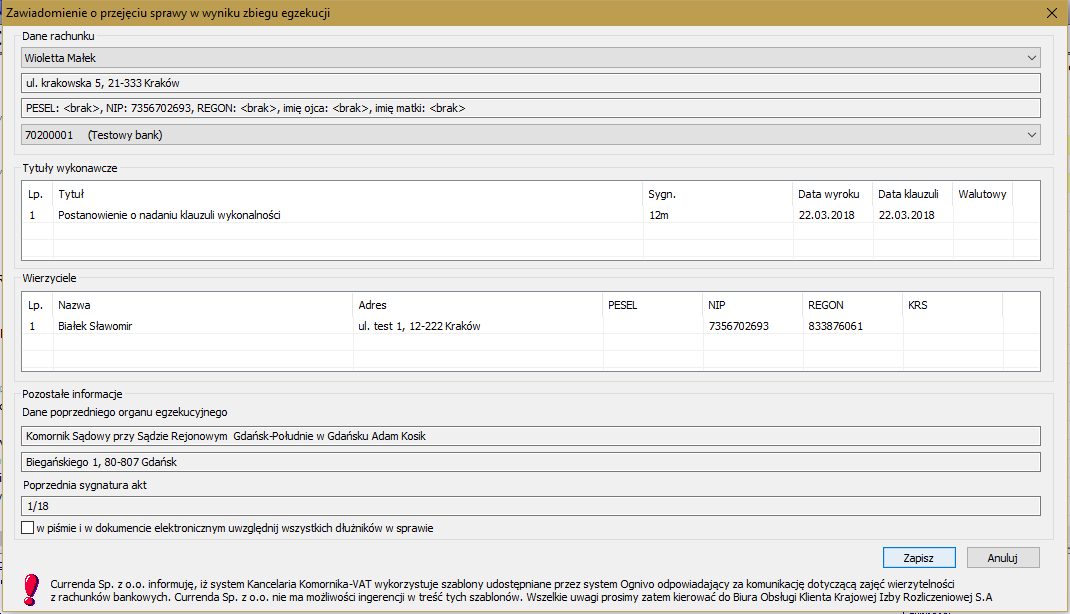 Zawiadomienie o przejęciu sprawy w wyniku zbiegu egzekucji
Dane rachunku
Wioletta Małek
ul. krakowska 5, 21-333 Kraków
PESEL: <brak>, NIP: 7356702693, REGON: <brak>, imię ojca: <brak>, imię matki: <brak>
70200001 (Testowy bank)
Tytuły wykonawcze
Lp. Tytuł Sygn. Data wyroku Data klauzuli Walutowy
1 Postanowienie o nadaniu klauzuli wykonalności 12m 22.03.2018 22.03.2018
Wierzyciele
Lp. Nazwa Adres PESEL NIP REGON KRS
1 Białek Sławomir ul. test 1, 12-222 Kraków 7356702693 833876061
Pozostałe informacje
Dane poprzedniego organu egzekucyjnego
Komornik Sądowy przy Sądzie Rejonowym Gdańsk-Południe w Gdańsku Adam Kosik
Biegańskiego 1, 80-807 Gdańsk
Poprzednia sygnatura akt
1/18
w piśmie i w dokumencie elektronicznym uwzględnij wszystkich dłużników w sprawie
Zapisz Anuluj
Currenda Sp. z o.o. informuję, iż system Kancelaria Komornika-VAT wykorzystuje szablony udostępniane przez system Ognivo odpowiadający za komunikację dotyczącą zajęć wierzytelności
z rachunków bankowych. Currenda Sp. z o.o. nie ma możliwości ingerencji w treść tych szablonów. Wszelkie uwagi prosimy zatem kierować do Biura Obsługi Klienta Krajowej Izby Rozliczeniowej S.A